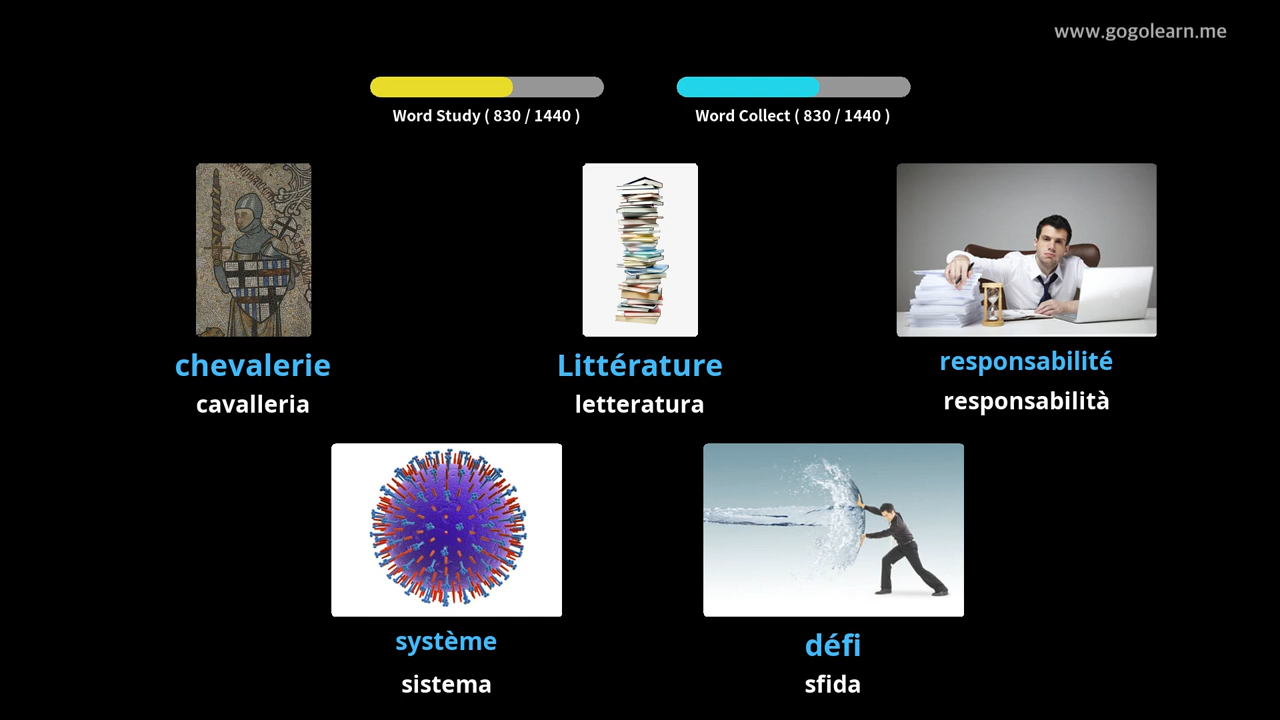 www.gogolearn.me
Word Study ( 830 / 1440 )
Word Collect ( 830 / 1440 )
chevalerie
cavalleria
Littérature
letteratura
responsabilité
responsabilità
système
sistema
défi
sfida